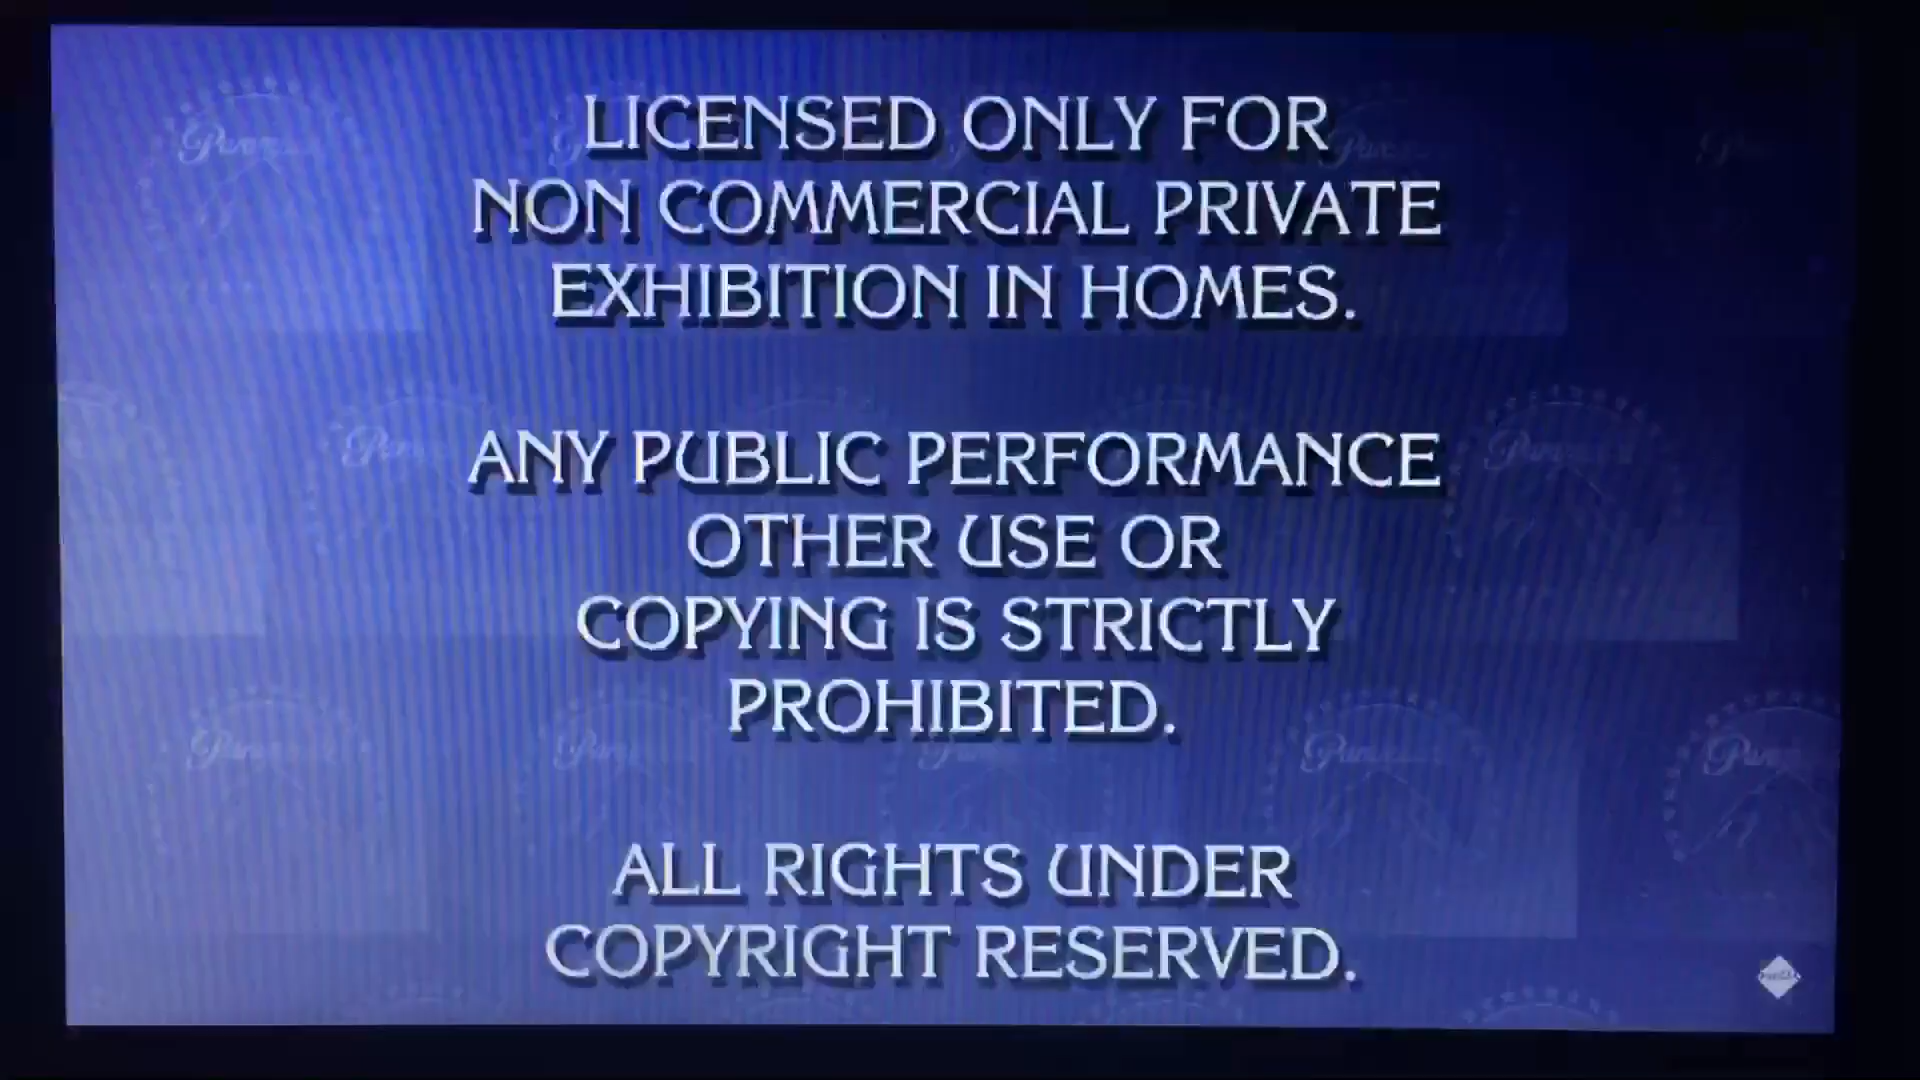 LICENSED ONLY FOR
NON COMMERCIAL PRIVATE
EXHIBITION IN HOMES.
ANY PUBLIC PERFORMANCE
OTHER USE OR
COPYING IS STRICTLY
PROHIBITED.
ALL RIGHTS UNDER
COPYRIGHT RESERVED.